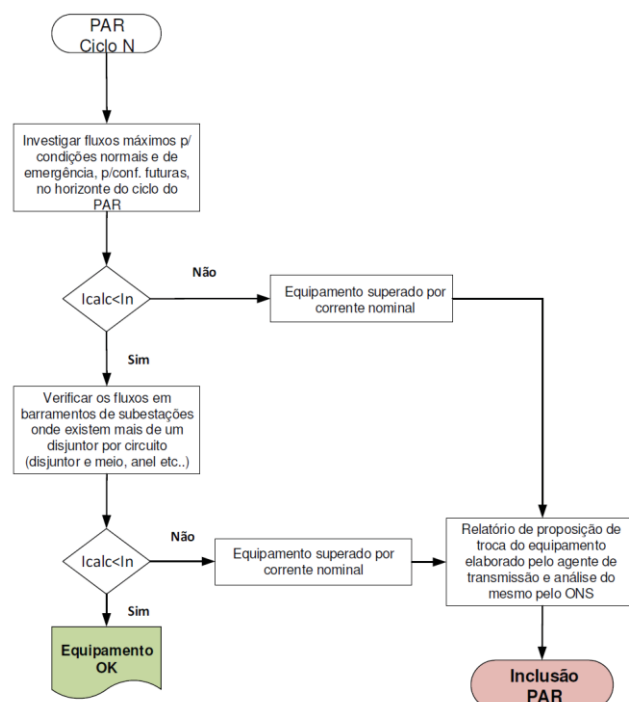 PAR
Ciclo N
Investigar fluxos máximos p/
condições normais e de
emergência, p/conf. futuras,
no horizonte do ciclo do
PAR
Icalc<In
Não
Equipamento superado por
corrente nominal
Sim
Verificar os fluxos em
barramentos de subestações
onde existem mais de um
disjuntor por circuito
(disjuntor e meio, anel etc..)
Icalc<In
Não
Equipamento superado por
corrente nominal
Relatório de proposição de
troca do equipamento
elaborado pelo agente de
transmissão e análise do
mesmo pelo ONS
Sim
Equipamento
OK
Inclusão
PAR